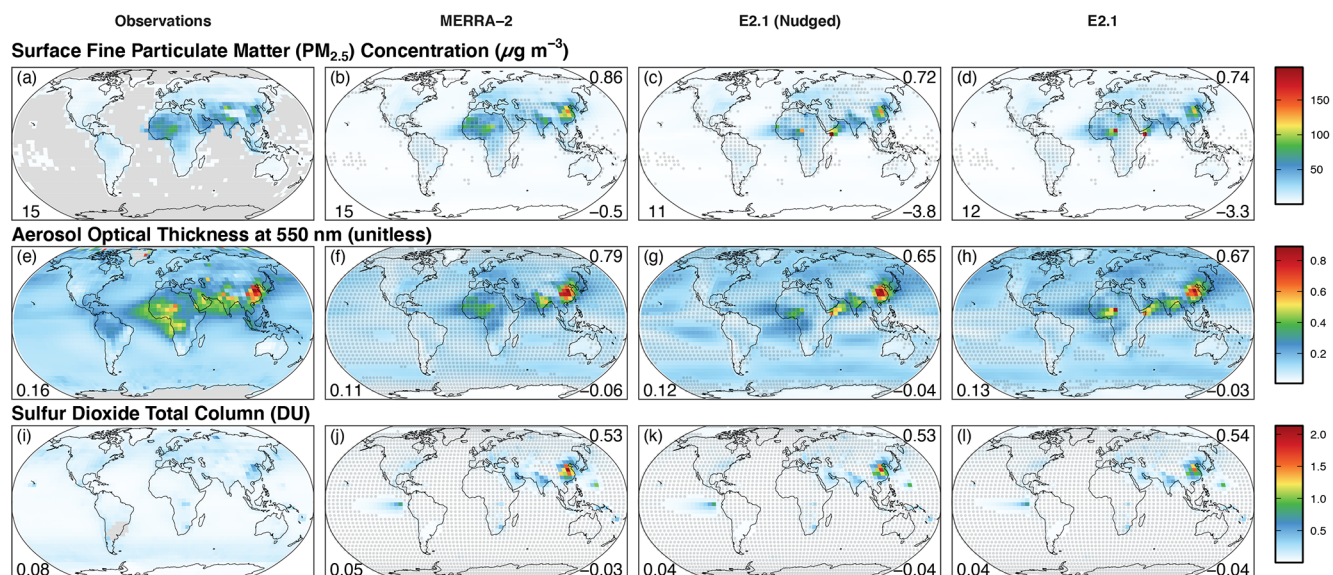 Observations MERRA–2 E2.1 (Nudged) E2.1
Surface Fine Particulate Matter (PM2.5) Concentration (μg m−3)
(a) (b) 0.86 (c) 0.72 (d) 0.74
150
100
50
15 15 −0.5 11 −3.8 12 −3.3
Aerosol Optical Thickness at 550 nm (unitless)
(e) (f) 0.79 (g) 0.65 (h) 0.67
0.8
0.6
0.4
0.2
0.16 0.11 −0.06 0.12 −0.04 0.13 −0.03
Sulfur Dioxide Total Column (DU)
(i) (j) 0.53 (k) 0.53 (l) 0.54
2.0
1.5
1.0
0.5
0.08 0.05 −0.03 0.04 −0.04 0.04 −0.04